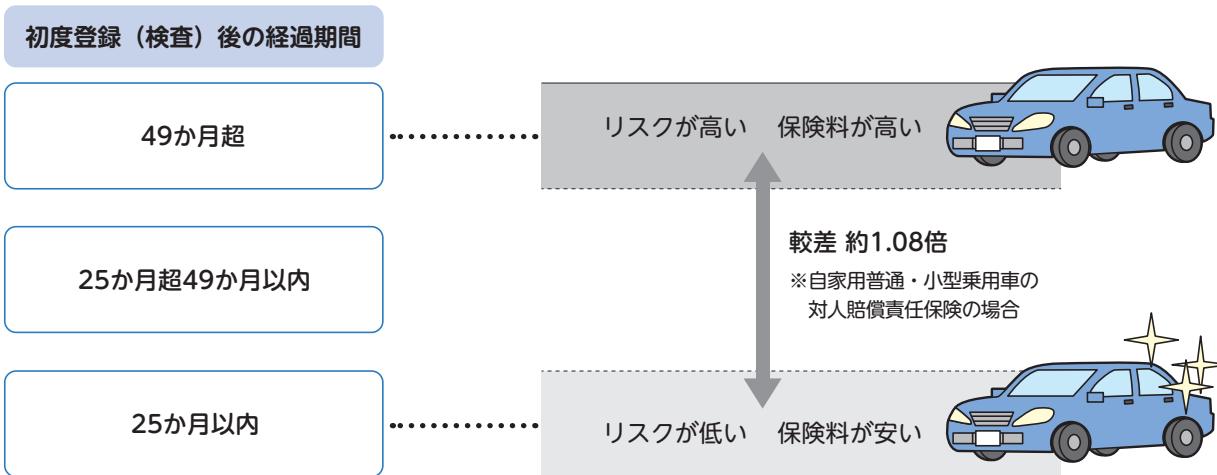 初度登録（検査）後の経過期間
49か月超
リスクが高い　保険料が高い
較差 約1.08倍
25か月超49か月以内
※自家用普通・小型乗用車の
対人賠償責任保険の場合
25か月以内
リスクが低い　保険料が安い